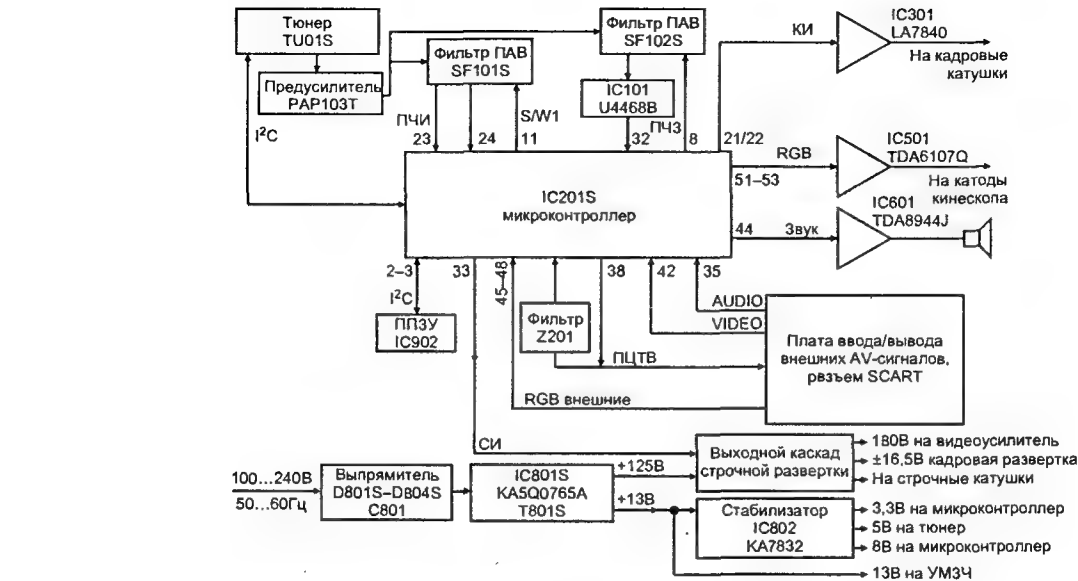 Тюнер
TU01S
Предусилитель
PAP103T
I²C
Фильтр ПАВ
SF101S
Фильтр ПАВ
SF102S
IC101
U4468B
КИ
IC301
LA7840
На кадровые
катушки
ПЧИ
23
24
S/W1
11
32
ПЧЗ
8
21/22
RGB
51–53
IC501
TDA6107Q
На катоды
кинескопа
IC201S
микроконтроллер
44
Звук
IC601
TDA8944J
2–3
I²C
33
45–48
38
42
35
ППЗУ
IC902
Фильтр
Z201
AUDIO
VIDEO
ПЦТВ
RGB внешние
Плата ввода/вывода
внешних AV-сигналов,
рвзъем SCART
СИ
100...240В
50...60Гц
Выпрямитель
D801S–D804S
C801
IC801S
KA5Q0765A
T801S
+125В
+13В
Выходной каскад
строчной развертки
180В на видеоусилитель
±16,5В кадровая развертка
На строчные катушки
Стабилизатор
IC802
KA7832
3,3В на микроконтроллер
5В на тюнер
8В на микроконтроллер
13В на УМЗЧ